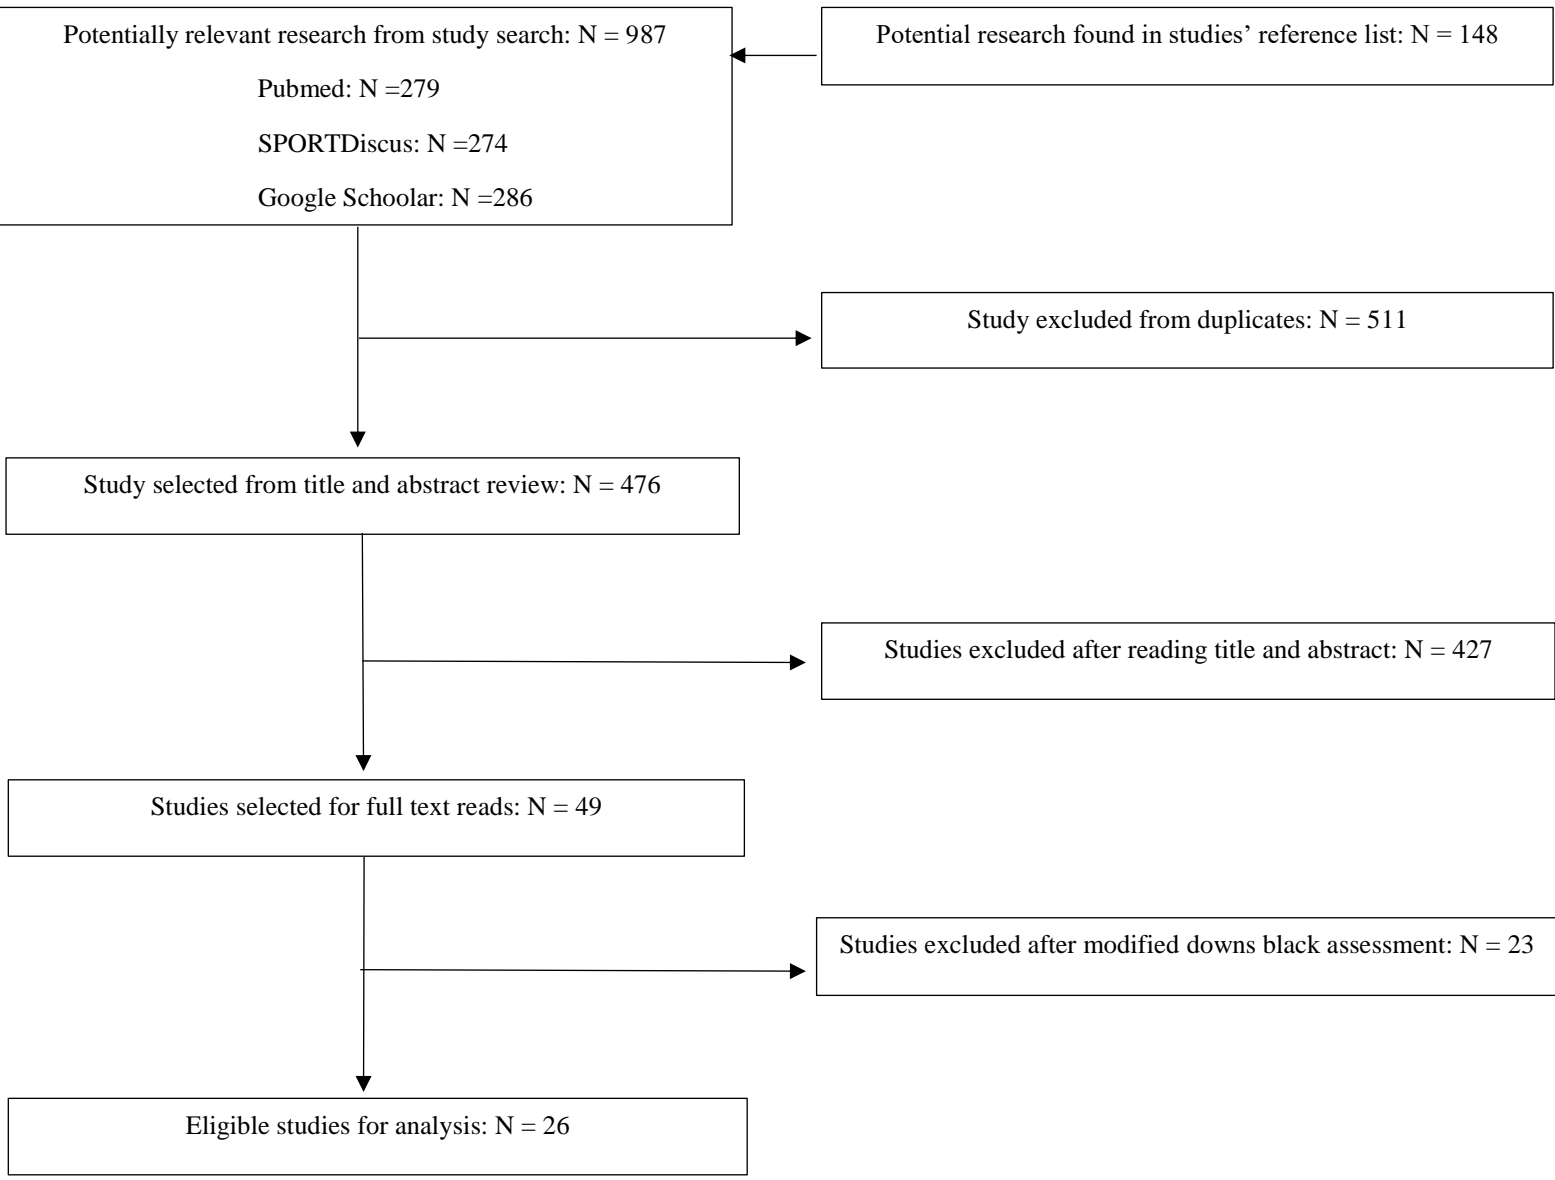 Potentially relevant research from study search: N = 987
Pubmed: N =279
SPORTDiscus: N =274
Google Schoolar: N =286
Potential research found in studies’ reference list: N = 148
Study excluded from duplicates: N = 511
Study selected from title and abstract review: N = 476
Studies excluded after reading title and abstract: N = 427
Studies selected for full text reads: N = 49
Studies excluded after modified downs black assessment: N = 23
Eligible studies for analysis: N = 26